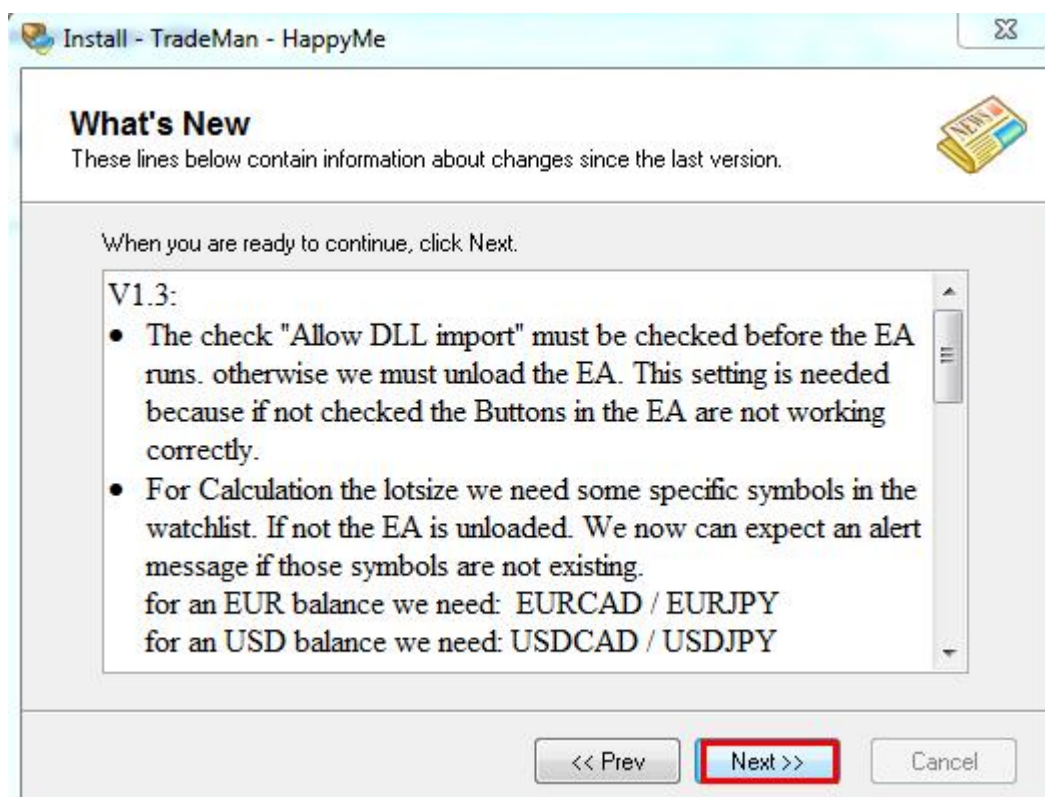 Install - TradeMan - HappyMe
What's New
These lines below contain information about changes since the last version.
NEWS
When you are ready to continue, click Next.
V1.3:
● The check "Allow DLL import" must be checked before the EA
runs. otherwise we must unload the EA. This setting is needed
because if not checked the Buttons in the EA are not working
correctly.
● For Calculation the lotsize we need some specific symbols in the
watchlist. If not the EA is unloaded. We now can expect an alert
message if those symbols are not existing.
for an EUR balance we need: EURCAD / EURJPY
for an USD balance we need: USDCAD / USDJPY
<< Prev
Next >>
Cancel